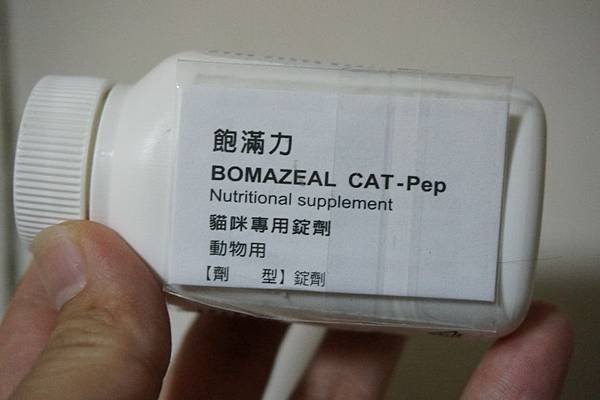 飽滿力
BOMAZEAL CAT-Pep
Nutritional supplement
貓咪專用錠劑
動物用
【劑　型】錠劑